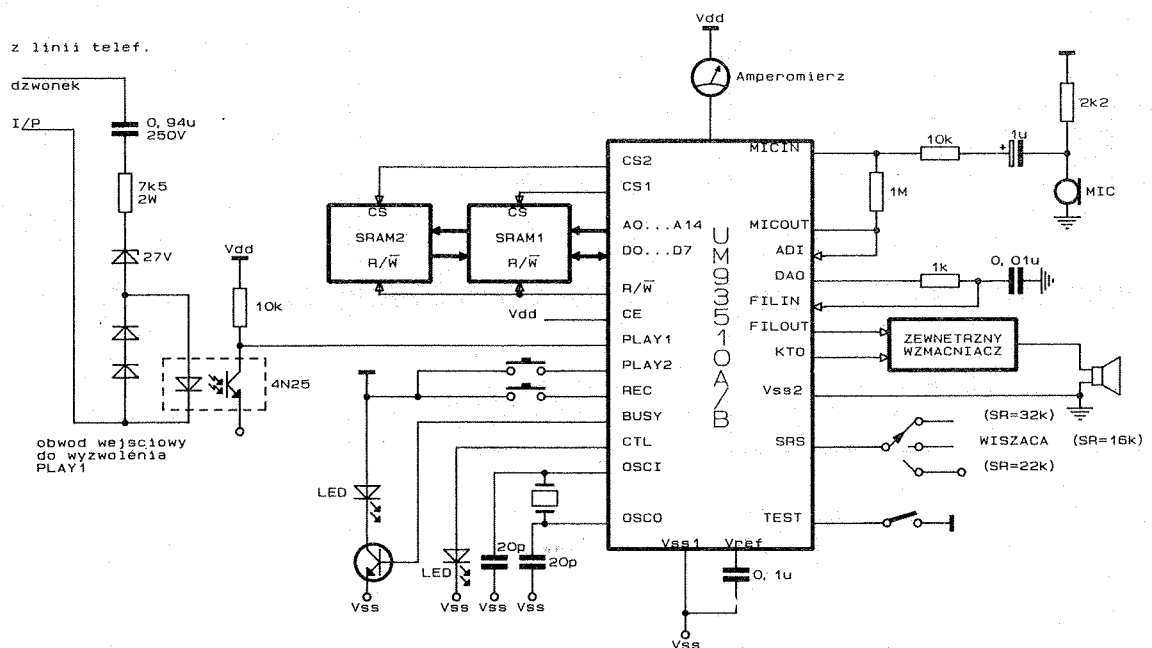 Vdd
z linii telef.
dzwonek
I/P
0,94u
250V
7k5
2W
27V
Vdd
10k
4N25
obwod wejsciowy
do wyzwolénia
PLAY1
Amperomierz
CS
SRAM2
R/W
CS
SRAM1
R/W
Vdd
CS2
CS1
A0...A14
D0...D7
R/W
CE
PLAY1
PLAY2
REC
BUSY
CTL
OSCI
OSCO
UM93510A/B
MICIN
MICOUT
ADI
DAO
FILIN
FILOUT
KTO
Vss2
SRS
TEST
Vss1
Vref
2k2
10k
+
1u
1M
MIC
1k
0,01u
ZEWNETRZNY
WZMACNIACZ
(SR=32k)
WISZACA
(SR=16k)
(SR=22k)
LED
LED
20p
20p
0,1u
Vss
Vss
Vss
Vss
Vss